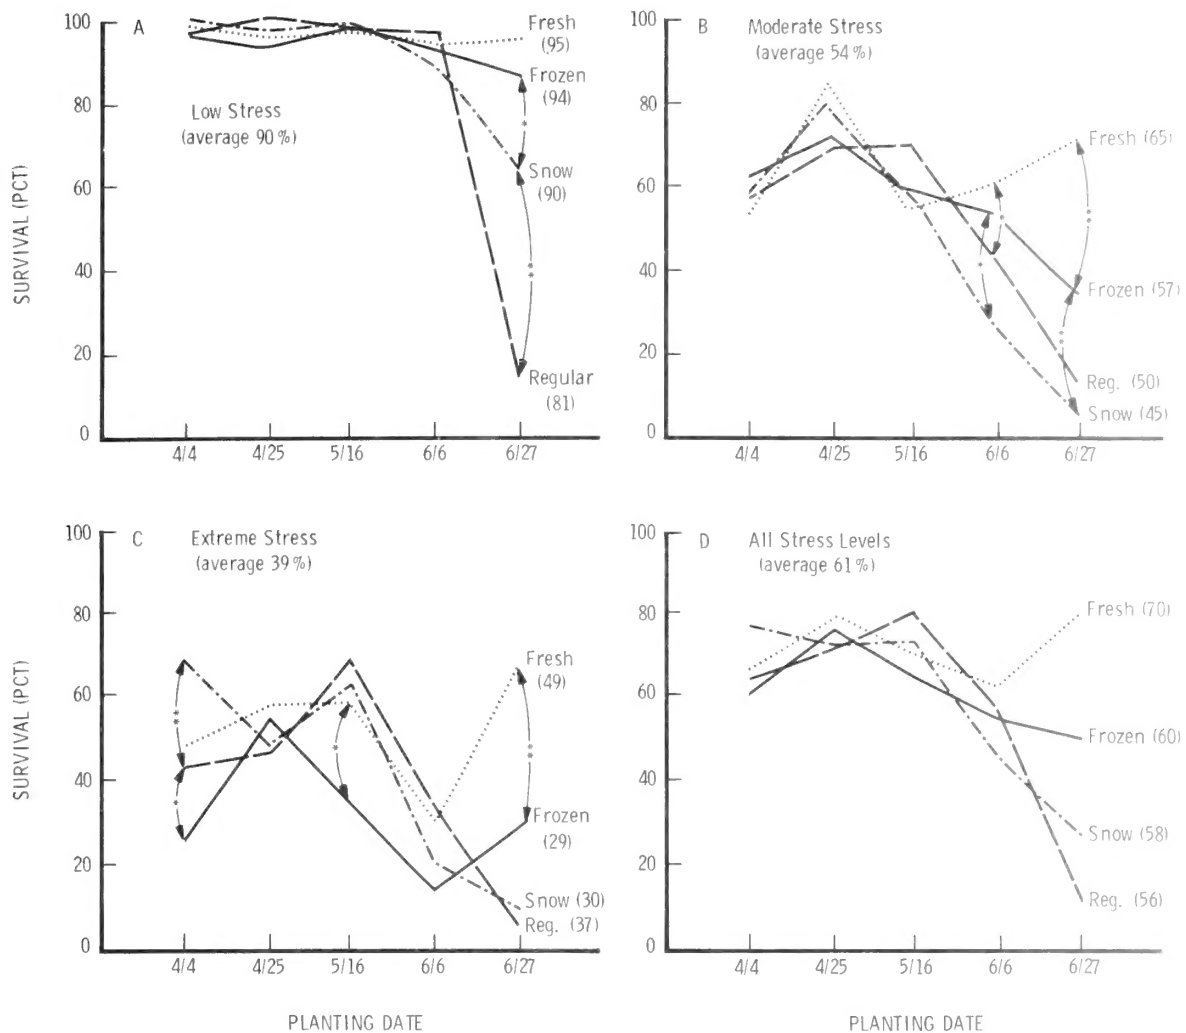 SURVIVAL (PCT)
100
80
60
40
20
0
A
Low Stress
(average 90%)
Fresh
(95)
Frozen
(94)
*
Snow
(90)
**
Regular
(81)
4/4 4/25 5/16 6/6 6/27
100
80
60
40
20
0
B
Moderate Stress
(average 54%)
Fresh (65)
**
*
*
Frozen (57)
**
Reg. (50)
Snow (45)
4/4 4/25 5/16 6/6 6/27
SURVIVAL (PCT)
100
80
60
40
20
0
C
Extreme Stress
(average 39%)
**
*
*
Fresh
(49)
**
Frozen
(29)
Snow (30)
Reg. (37)
4/4 4/25 5/16 6/6 6/27
PLANTING DATE
100
80
60
40
20
0
D
All Stress Levels
(average 61%)
Fresh (70)
Frozen (60)
Snow (58)
Reg. (56)
4/4 4/25 5/16 6/6 6/27
PLANTING DATE